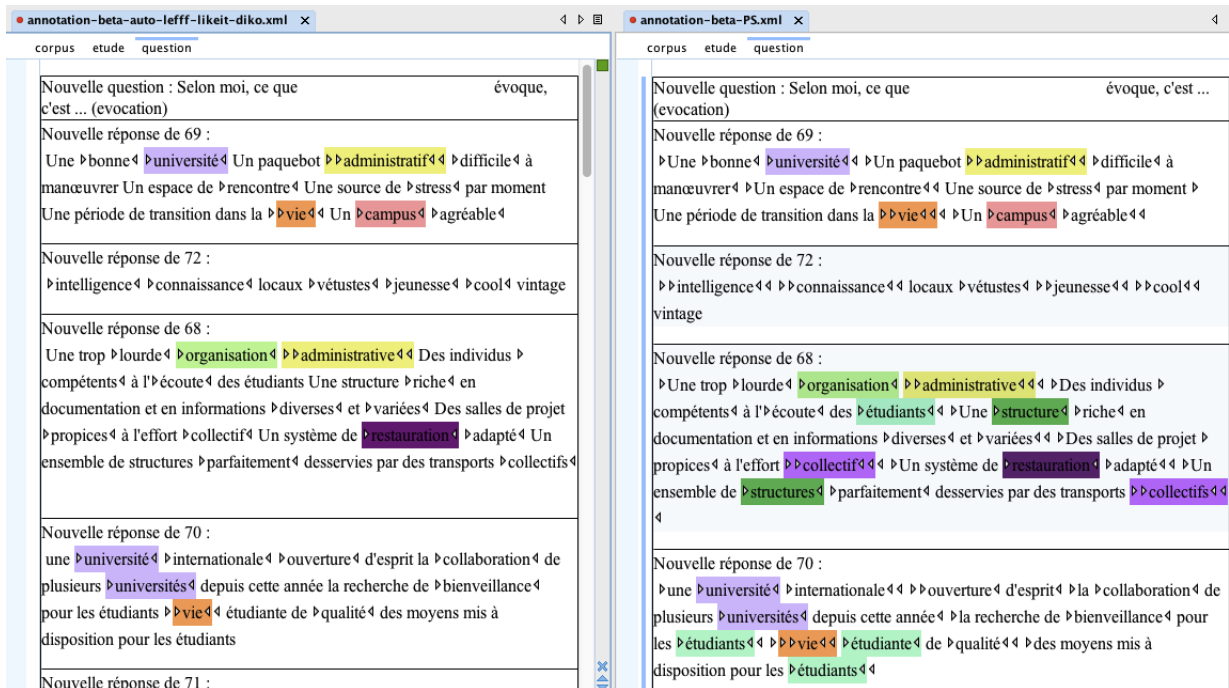 annotation-beta-auto-lefff-likeit-diko.xml ×
corpus etude question
Nouvelle question : Selon moi, ce que évoque,
c'est ... (evocation)
Nouvelle réponse de 69 :
Une bonne université Un paquebot administratif difficile à
manœuvrer Un espace de rencontre Une source de stress par moment
Une période de transition dans la vie Un campus agréable
Nouvelle réponse de 72 :
intelligence connaissance locaux vétustes jeunesse cool vintage
Nouvelle réponse de 68 :
Une trop lourde organisation administrative Des individus
compétents à l'écoute des étudiants Une structure riche en
documentation et en informations diverses et variées Des salles de projet
propices à l'effort collectif Un système de restauration adapté Un
ensemble de structures parfaitement desservies par des transports collectifs
Nouvelle réponse de 70 :
une université internationale ouverture d'esprit la collaboration de
plusieurs universités depuis cette année la recherche de bienveillance
pour les étudiants vie étudiante de qualité des moyens mis à
disposition pour les étudiants
Nouvelle réponse de 71 :
annotation-beta-PS.xml ×
corpus etude question
Nouvelle question : Selon moi, ce que évoque, c'est ...
(evocation)
Nouvelle réponse de 69 :
Une bonne université Un paquebot administratif difficile à
manœuvrer Un espace de rencontre Une source de stress par moment
Une période de transition dans la vie Un campus agréable
Nouvelle réponse de 72 :
intelligence connaissance locaux vétustes jeunesse cool
vintage
Nouvelle réponse de 68 :
Une trop lourde organisation administrative Des individus
compétents à l'écoute des étudiants Une structure riche en
documentation et en informations diverses et variées Des salles de projet
propices à l'effort collectif Un système de restauration adapté Un
ensemble de structures parfaitement desservies par des transports collectifs
Nouvelle réponse de 70 :
une université internationale ouverture d'esprit la collaboration de
plusieurs universités depuis cette année la recherche de bienveillance pour
les étudiants vie étudiante de qualité des moyens mis à
disposition pour les étudiants